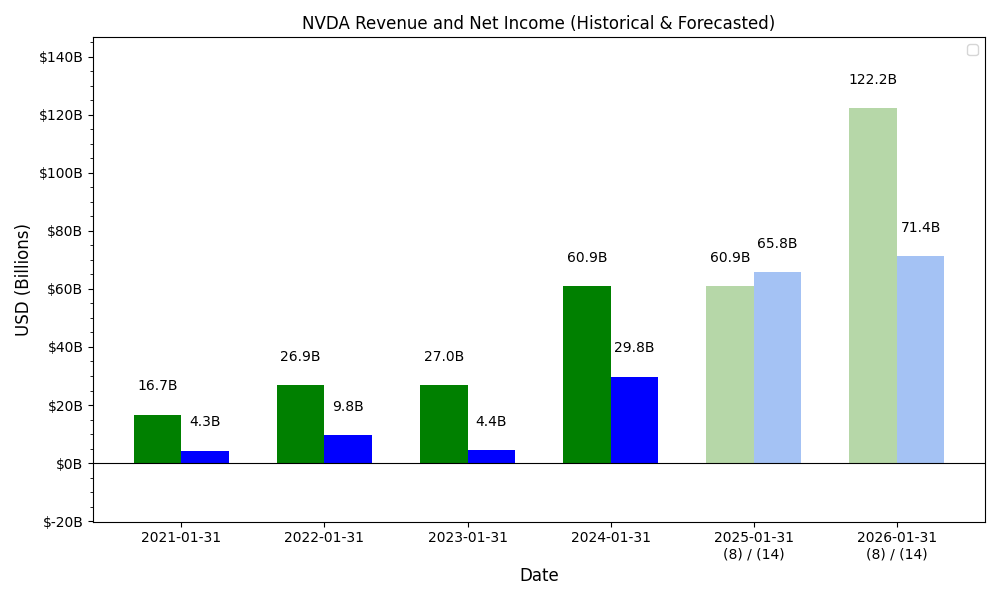 NVDA Revenue and Net Income (Historical & Forecasted)
$140B
$120B
$100B
$80B
$60B
$40B
$20B
$0B
$-20B
USD (Billions)
16.7B
4.3B
26.9B
9.8B
27.0B
4.4B
60.9B
29.8B
60.9B
65.8B
122.2B
71.4B
2021-01-31
2022-01-31
2023-01-31
2024-01-31
2025-01-31
(8) / (14)
2026-01-31
(8) / (14)
Date